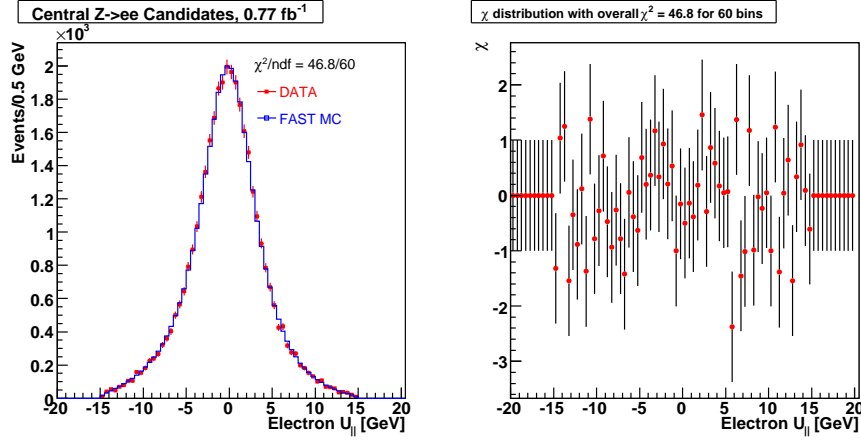 Central Z->ee Candidates, 0.77 fb⁻¹
×10³
Events/0.5 GeV
2
1.8
1.6
1.4
1.2
1
0.8
0.6
0.4
0.2
0
χ²/ndf = 46.8/60
DATA
FAST MC
-20 -15 -10 -5 0 5 10 15 20
Electron U|| [GeV]
χ distribution with overall χ² = 46.8 for 60 bins
χ
2
1
0
-1
-2
-3
-20 -15 -10 -5 0 5 10 15 20
Electron U|| [GeV]